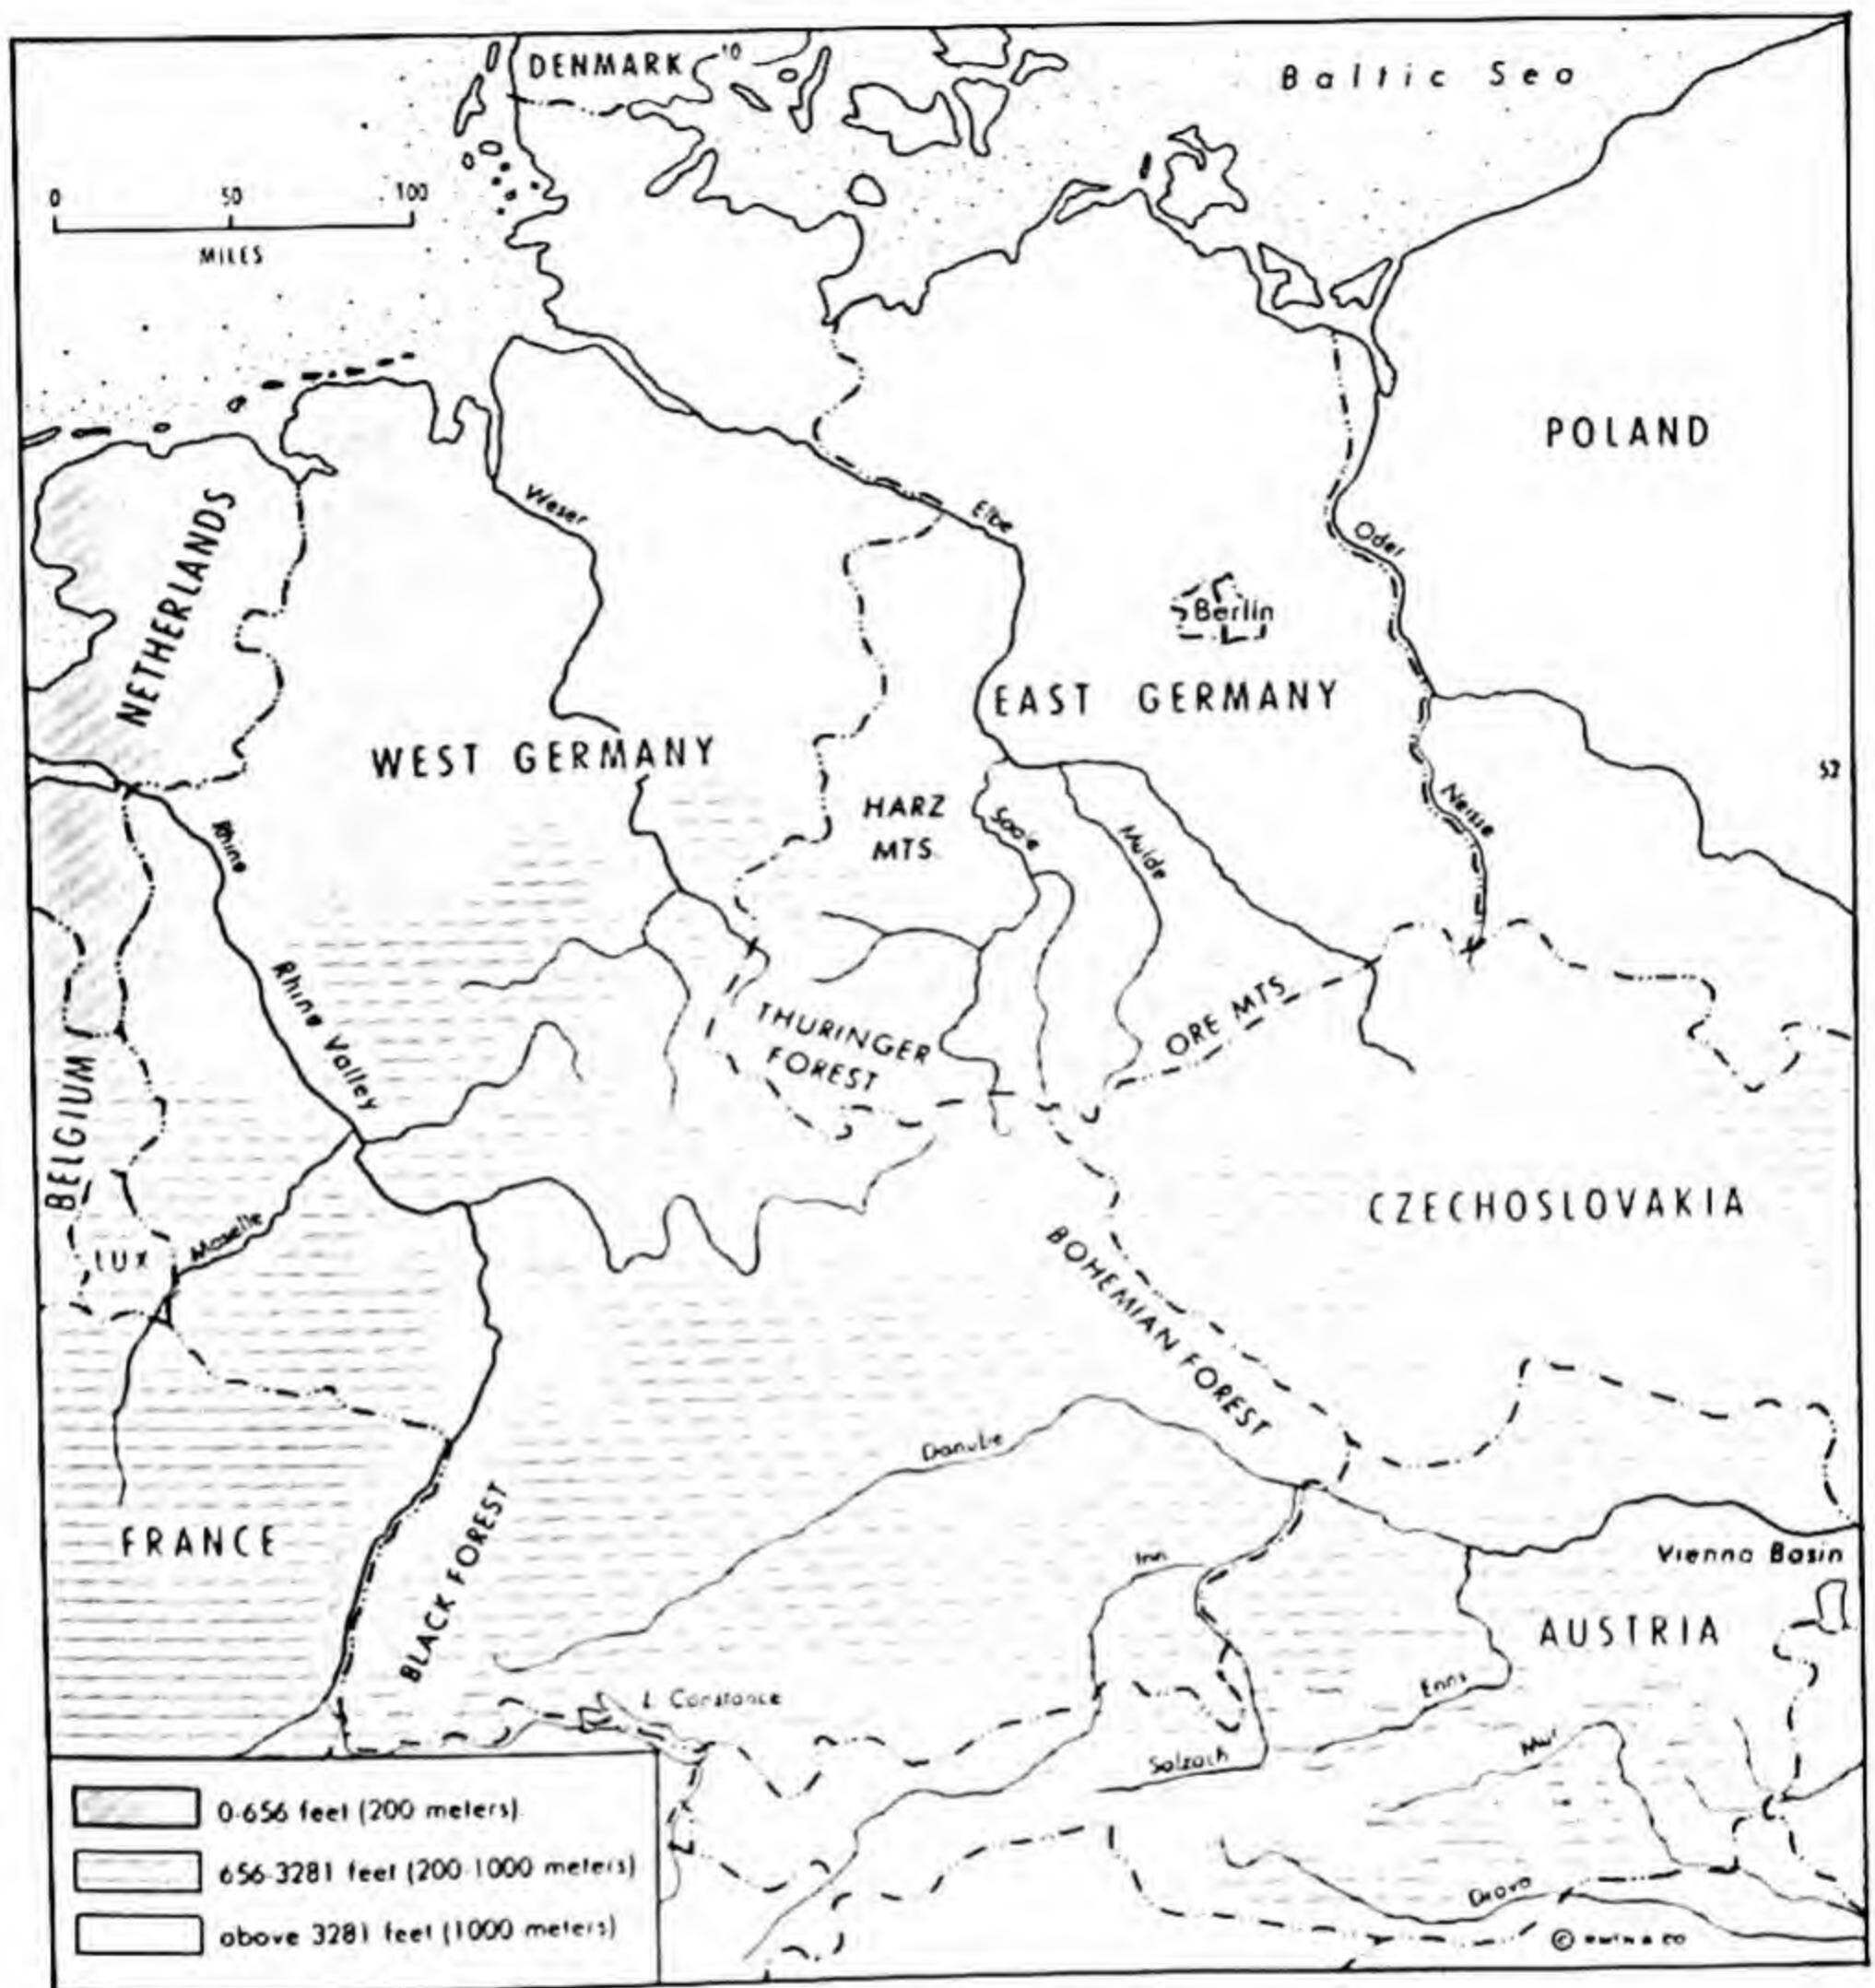 DENMARK
10
Baltic Sea
0 50 100
MILES
POLAND
NETHERLANDS
Weser
Elbe
Oder
Berlin
EAST GERMANY
WEST GERMANY
52
HARZ
MTS
Saale
Mulde
Neisse
Rhine
Rhine Valley
THURINGER
FOREST
ORE MTS
BELGIUM
CZECHOSLOVAKIA
LUX
Moselle
BOHEMIAN FOREST
Danube
FRANCE
BLACK FOREST
Inn
Vienna Basin
AUSTRIA
L Constance
Enns
Salzach
Mur
Drava
0-656 feet (200 meters)
656-3281 feet (200-1000 meters)
above 3281 feet (1000 meters)